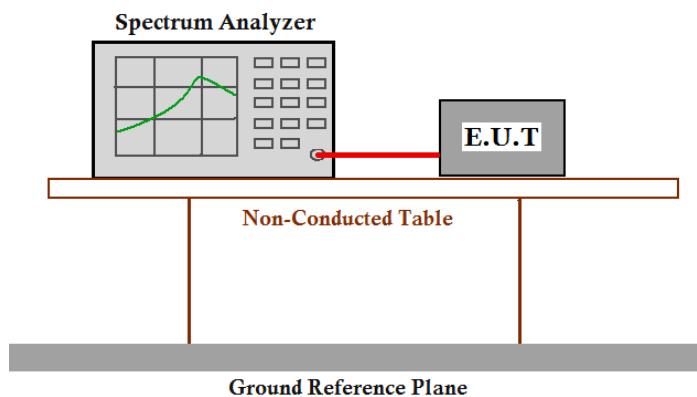 Spectrum Analyzer
E.U.T
Non-Conducted Table
Ground Reference Plane